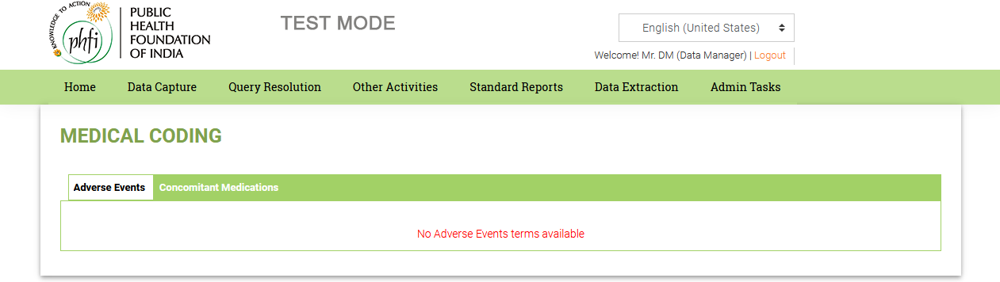 KNOWLEDGE TO ACTION
phfi
PUBLIC
HEALTH
FOUNDATION
OF INDIA
TEST MODE
English (United States)
Welcome! Mr. DM (Data Manager) | Logout
Home Data Capture Query Resolution Other Activities Standard Reports Data Extraction Admin Tasks
MEDICAL CODING
Adverse Events Concomitant Medications
No Adverse Events terms available